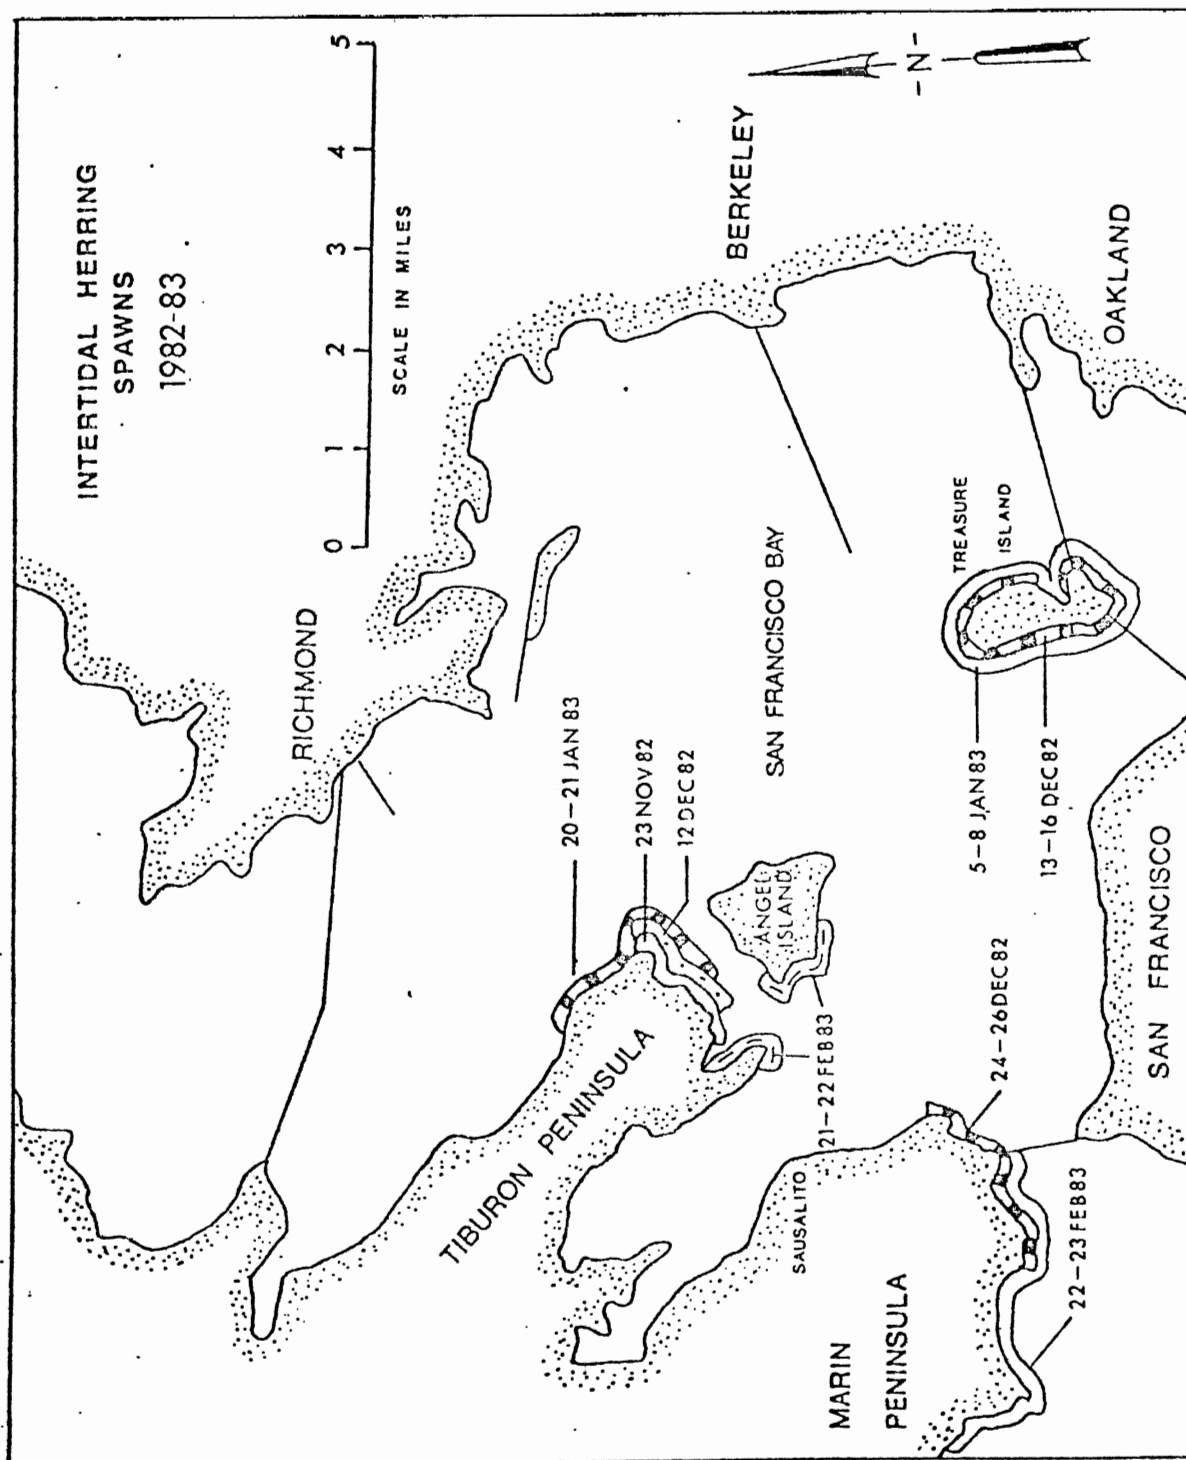 INTERTIDAL HERRING
SPAWNS
1982-83
0 1 2 3 4 5
SCALE IN MILES
-N-
RICHMOND
BERKELEY
OAKLAND
20-21 JAN 83
23 NOV 82
12 DEC 82
SAN FRANCISCO BAY
TREASURE
ISLAND
TIBURON PENINSULA
ANGEL
ISLAND
21-22 FEB 83
5-8 JAN 83
13-16 DEC 82
SAUSALITO
24-26 DEC 82
MARIN
PENINSULA
22-23 FEB 83
SAN FRANCISCO